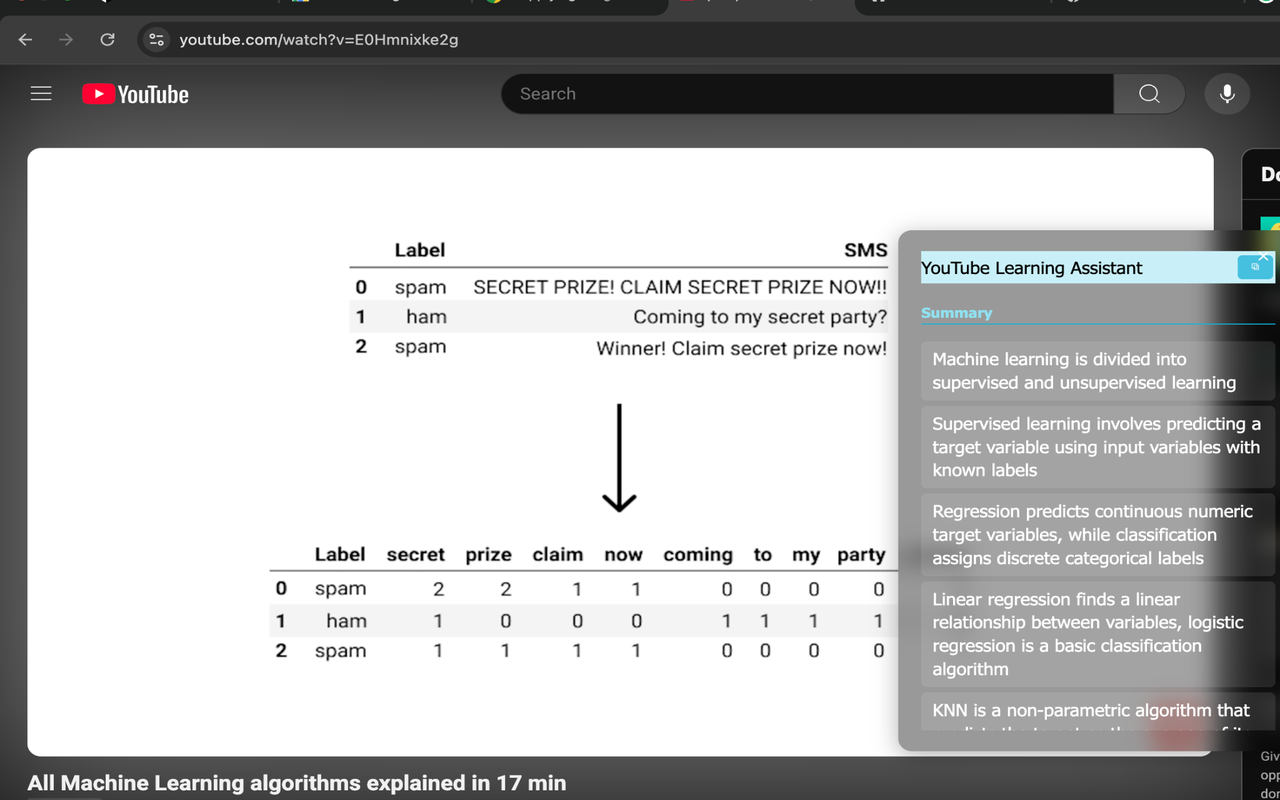 youtube.com/watch?v=E0Hmnixke2g
YouTube
Search
Label SMS
0 spam SECRET PRIZE! CLAIM SECRET PRIZE NOW!!
1 ham Coming to my secret party?
2 spam Winner! Claim secret prize now!
Label secret prize claim now coming to my party
0 spam 2 2 1 1 0 0 0 0
1 ham 1 0 0 0 1 1 1 1
2 spam 1 1 1 1 0 0 0 0
YouTube Learning Assistant
Summary
Machine learning is divided into
supervised and unsupervised learning
Supervised learning involves predicting a
target variable using input variables with
known labels
Regression predicts continuous numeric
target variables, while classification
assigns discrete categorical labels
Linear regression finds a linear
relationship between variables, logistic
regression is a basic classification
algorithm
KNN is a non-parametric algorithm that
All Machine Learning algorithms explained in 17 min